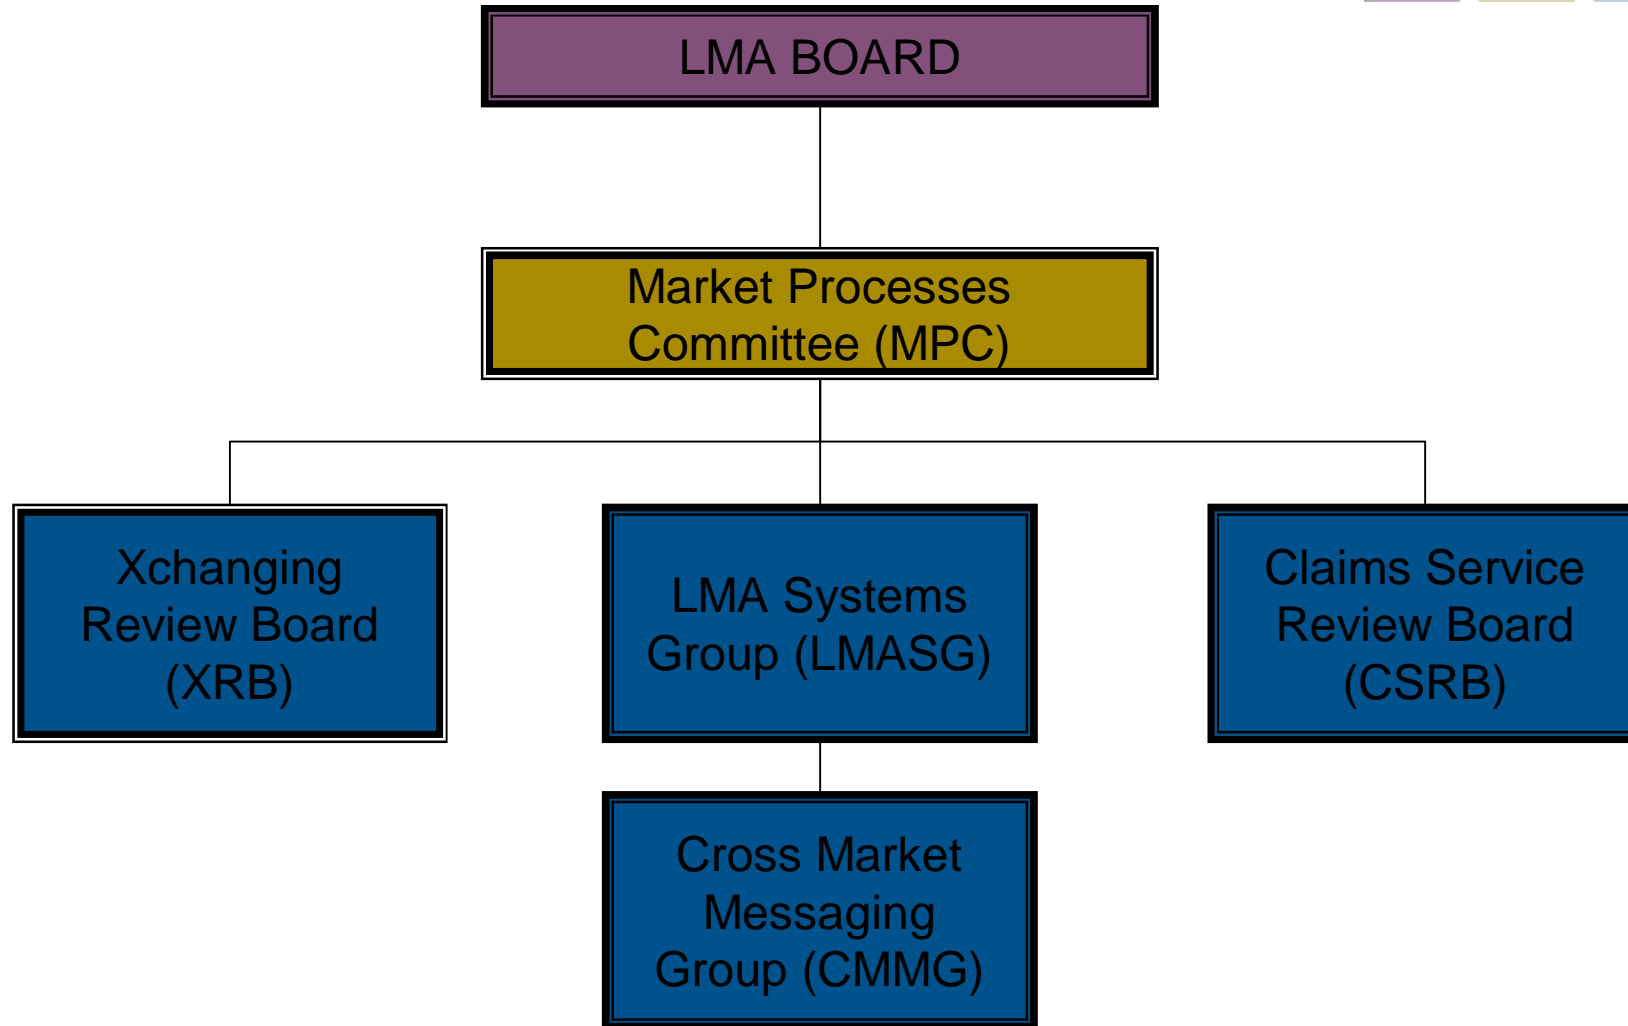 LMA BOARD
Market Processes
Committee (MPC)
Xchanging
Review Board
(XRB)
LMA Systems
Group (LMASG)
Claims Service
Review Board
(CSRB)
Cross Market
Messaging
Group (CMMG)